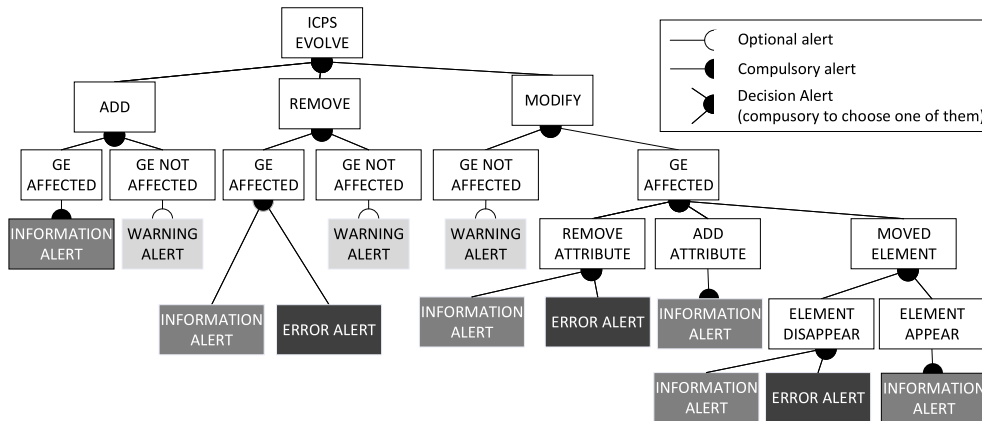 ICPS
EVOLVE
Optional alert
Compulsory alert
Decision Alert
(compusory to choose one of them)
ADD
REMOVE
MODIFY
GE
AFFECTED
GE NOT
AFFECTED
GE
AFFECTED
GE NOT
AFFECTED
GE NOT
AFFECTED
GE
AFFECTED
INFORMATION
ALERT
WARNING
ALERT
WARNING
ALERT
WARNING
ALERT
REMOVE
ATTRIBUTE
ADD
ATTRIBUTE
MOVED
ELEMENT
INFORMATION
ALERT
ERROR ALERT
INFORMATION
ALERT
ERROR ALERT
INFORMATION
ALERT
ELEMENT
DISAPPEAR
ELEMENT
APPEAR
INFORMATION
ALERT
ERROR ALERT
INFORMATION
ALERT